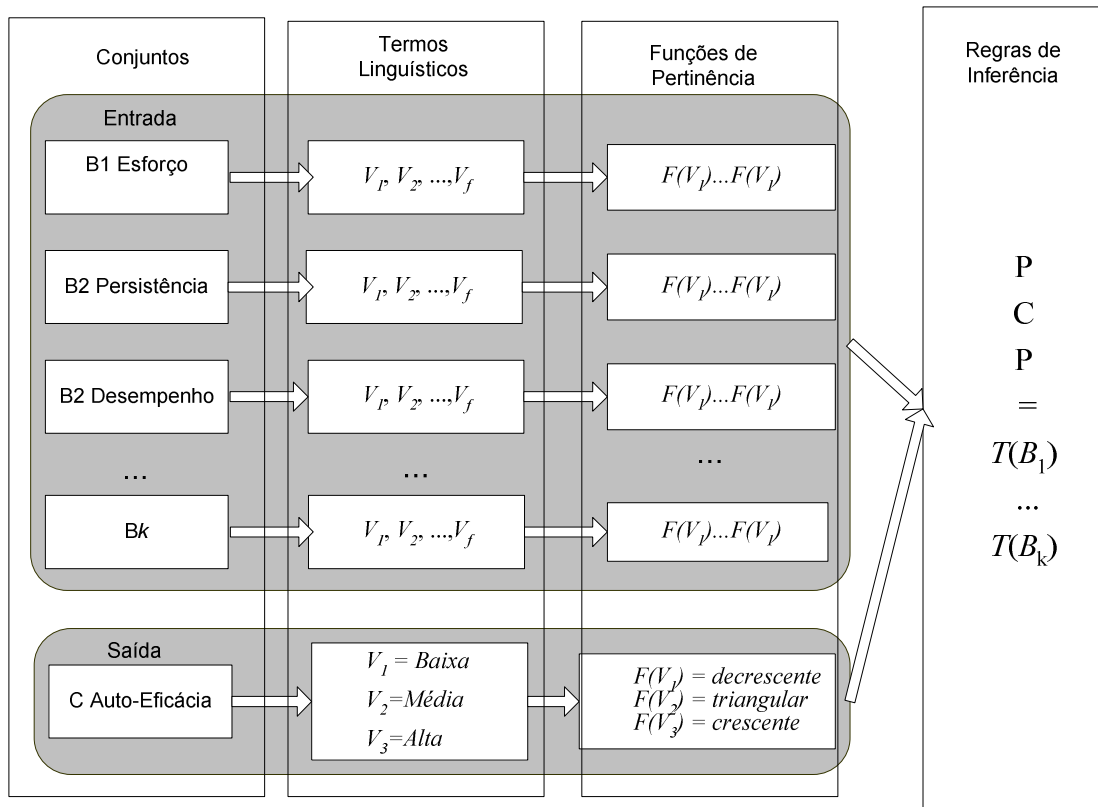 Conjuntos
Termos
Linguísticos
Funções de
Pertinência
Regras de
Inferência
Entrada
B1 Esforço
V1, V2, ...,Vf
F(V1)...F(V1)
B2 Persistência
V1, V2, ...,Vf
F(V1)...F(V1)
B2 Desempenho
V1, V2, ...,Vf
F(V1)...F(V1)
...
...
...
Bk
V1, V2, ...,Vf
F(V1)...F(V1)
P
C
P
=
T(B1)
...
T(Bk)
Saída
C Auto-Eficácia
V1 = Baixa
V2=Média
V3=Alta
F(V1) = decrescente
F(V2) = triangular
F(V3) = crescente